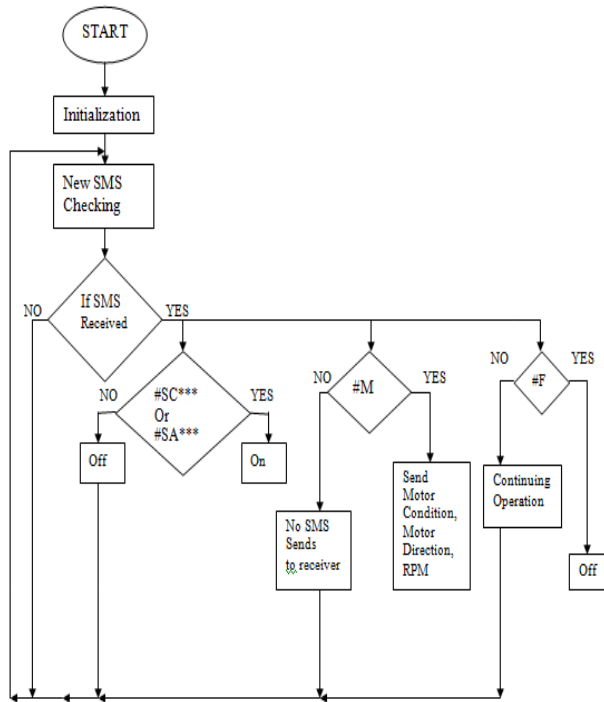 START
Initialization
New SMS
Checking
If SMS
Received
NO
YES
#SC***
Or
#SA***
NO
YES
Off
On
#M
NO
YES
No SMS
Sends
to receiver
Send
Motor
Condition,
Motor
Direction,
RPM
#F
NO
YES
Continuing
Operation
Off